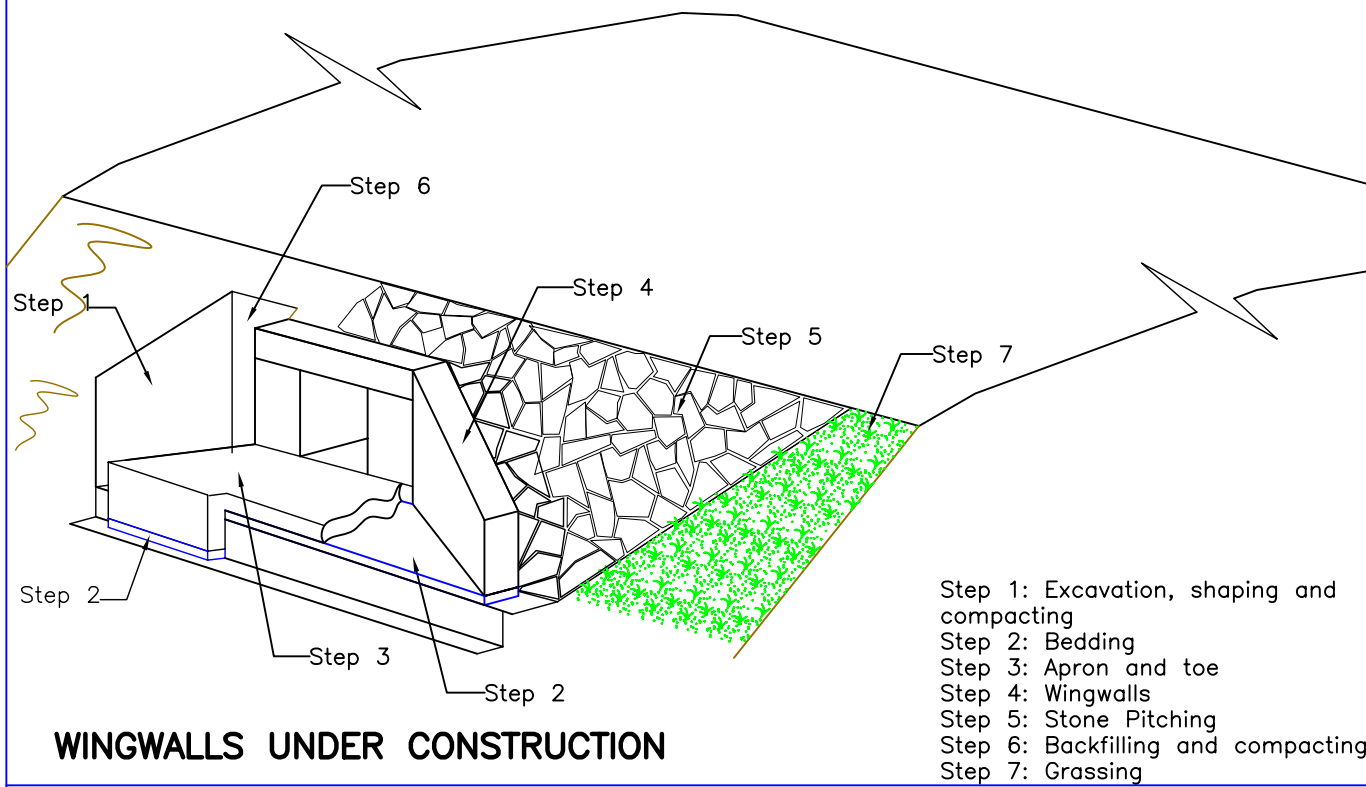 Step 6
Step 4
Step 1
Step 5
Step 7
Step 2
Step 3
Step 2
WINGWALLS UNDER CONSTRUCTION
Step 1: Excavation, shaping and
compacting
Step 2: Bedding
Step 3: Apron and toe
Step 4: Wingwalls
Step 5: Stone Pitching
Step 6: Backfilling and compacting
Step 7: Grassing